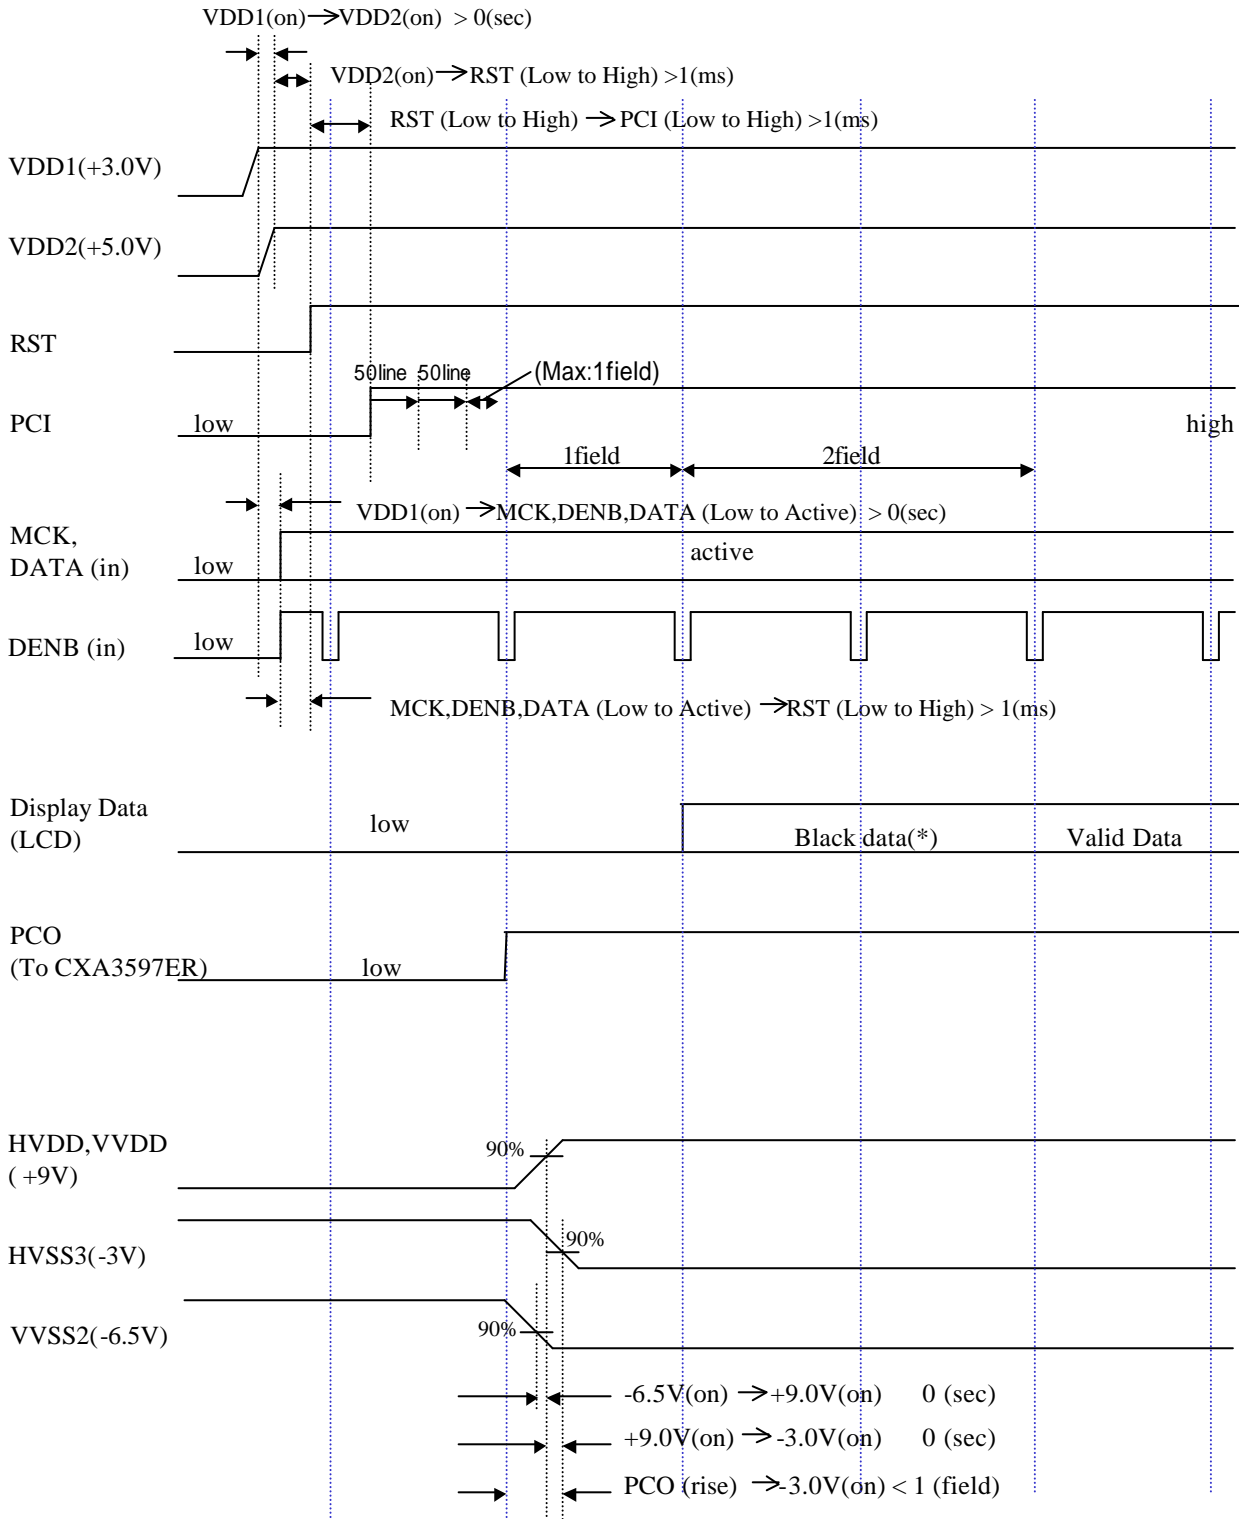 VDD1(on)→VDD2(on) > 0(sec)
VDD2(on)→RST (Low to High) >1(ms)
RST (Low to High) →PCI (Low to High) >1(ms)
VDD1(+3.0V)
VDD2(+5.0V)
RST
50line 50line (Max:1field)
PCI low high
1field 2field
VDD1(on) →MCK,DENB,DATA (Low to Active) > 0(sec)
MCK,
DATA (in) low active
DENB (in) low
MCK,DENB,DATA (Low to Active) →RST (Low to High) > 1(ms)
Display Data
(LCD) low Black data(*) Valid Data
PCO
(To CXA3597ER) low
HVDD,VVDD 90%
( +9V)
90%
HVSS3(-3V)
VVSS2(-6.5V) 90%
-6.5V(on) →+9.0V(on) 0 (sec)
+9.0V(on) →-3.0V(on) 0 (sec)
PCO (rise) →-3.0V(on) < 1 (field)